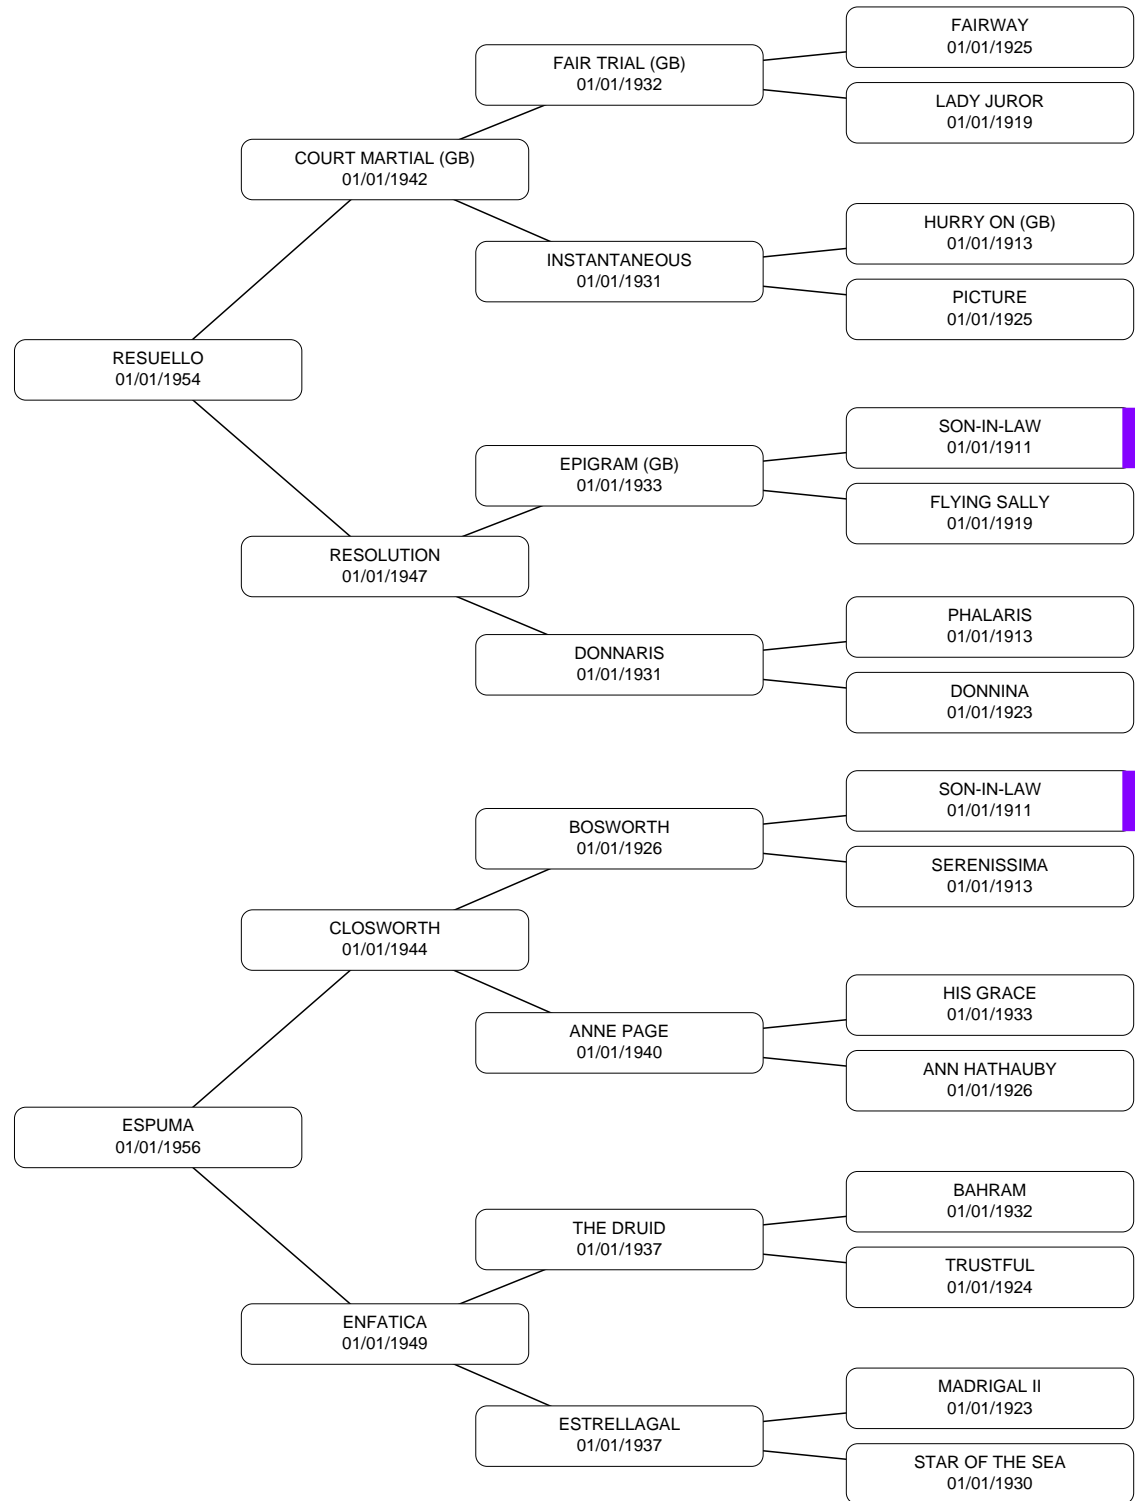 FAIRWAY
01/01/1925
FAIR TRIAL (GB)
01/01/1932
LADY JUROR
01/01/1919
COURT MARTIAL (GB)
01/01/1942
HURRY ON (GB)
01/01/1913
INSTANTANEOUS
01/01/1931
PICTURE
01/01/1925
RESUELLO
01/01/1954
SON-IN-LAW
01/01/1911
EPIGRAM (GB)
01/01/1933
FLYING SALLY
01/01/1919
RESOLUTION
01/01/1947
PHALARIS
01/01/1913
DONNARIS
01/01/1931
DONNINA
01/01/1923
SON-IN-LAW
01/01/1911
BOSWORTH
01/01/1926
SERENISSIMA
01/01/1913
CLOSWORTH
01/01/1944
HIS GRACE
01/01/1933
ANNE PAGE
01/01/1940
ANN HATHAUBY
01/01/1926
ESPUMA
01/01/1956
BAHRAM
01/01/1932
THE DRUID
01/01/1937
TRUSTFUL
01/01/1924
ENFATICA
01/01/1949
MADRIGAL II
01/01/1923
ESTRELLAGAL
01/01/1937
STAR OF THE SEA
01/01/1930